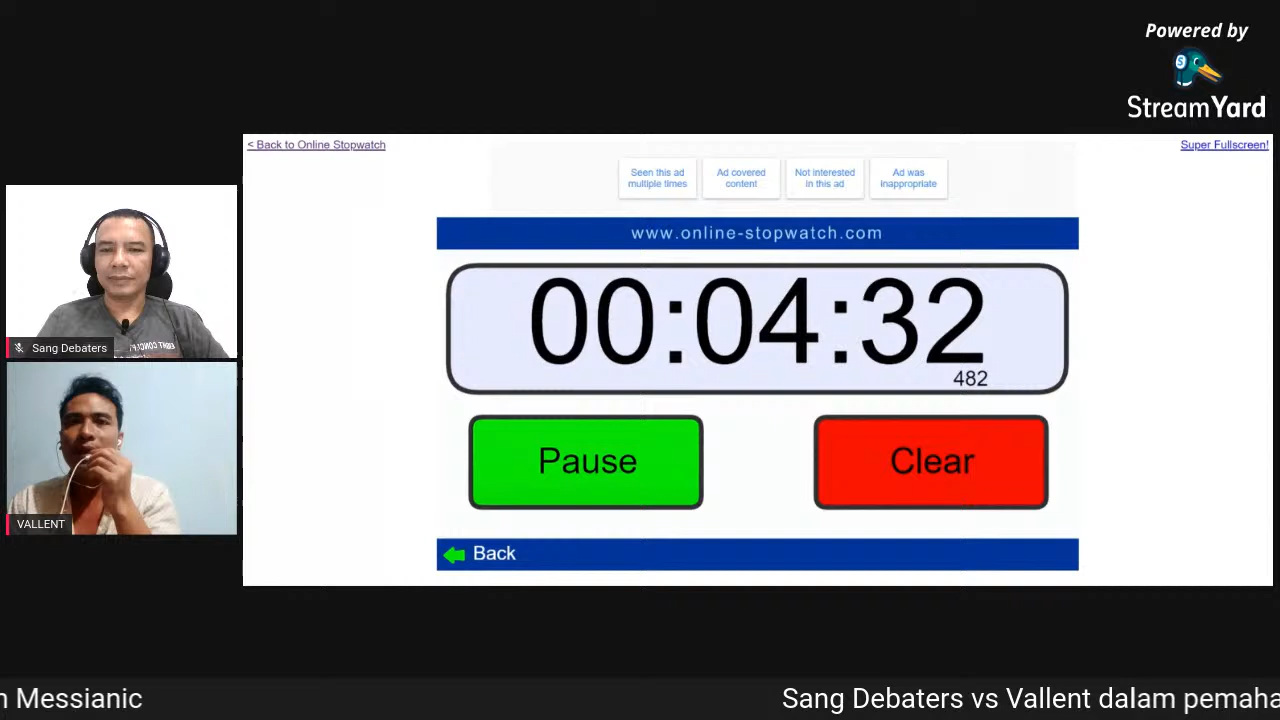 Powered by
StreamYard
< Back to Online Stopwatch
Super Fullscreen!
Seen this ad
multiple times
Ad covered
content
Not interested
in this ad
Ad was
inappropriate
www.online-stopwatch.com
00:04:32
482
Pause
Clear
Back
Sang Debaters
VALLENT
n Messianic
Sang Debaters vs Vallent dalam pemaha